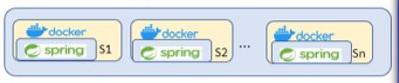 docker
spring S1
docker
spring S2
...
docker
spring Sn